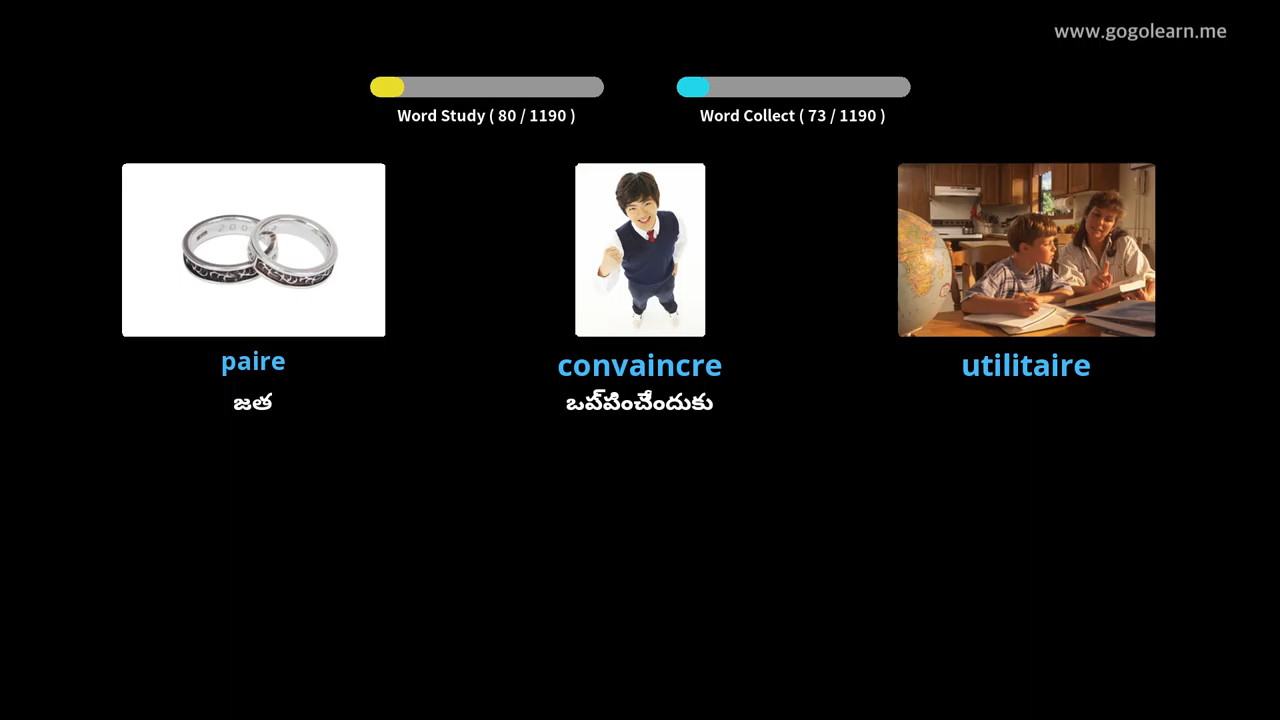 www.gogolearn.me
Word Study ( 80 / 1190 )
Word Collect ( 73 / 1190 )
paire
convaincre
utilitaire
జత
ఒప్పించేందుకు